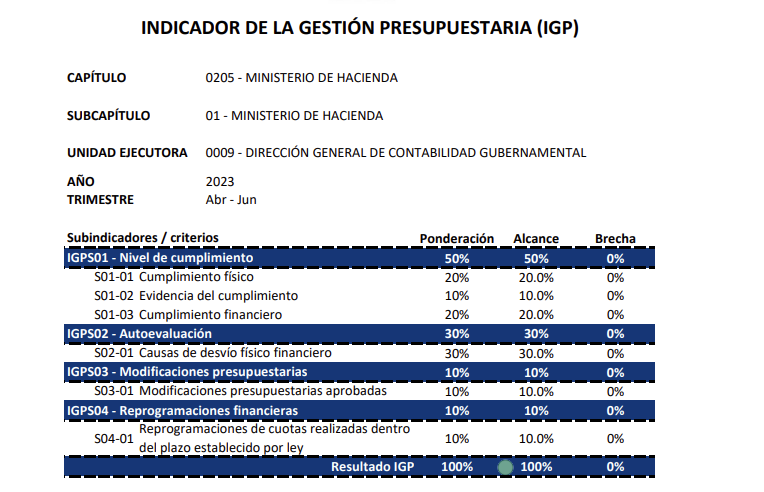 INDICADOR DE LA GESTIÓN PRESUPUESTARIA (IGP)
CAPÍTULO 0205 - MINISTERIO DE HACIENDA
SUBCAPÍTULO 01 - MINISTERIO DE HACIENDA
UNIDAD EJECUTORA 0009 - DIRECCIÓN GENERAL DE CONTABILIDAD GUBERNAMENTAL
AÑO 2023
TRIMESTRE Abr - Jun
Subindicadores / criterios Ponderación Alcance Brecha
IGPS01 - Nivel de cumplimiento 50% 50% 0%
S01-01 Cumplimiento físico 20% 20.0% 0%
S01-02 Evidencia del cumplimiento 10% 10.0% 0%
S01-03 Cumplimiento financiero 20% 20.0% 0%
IGPS02 - Autoevaluación 30% 30% 0%
S02-01 Causas de desvío físico financiero 30% 30.0% 0%
IGPS03 - Modificaciones presupuestarias 10% 10% 0%
S03-01 Modificaciones presupuestarias aprobadas 10% 10.0% 0%
IGPS04 - Reprogramaciones financieras 10% 10% 0%
S04-01 Reprogramaciones de cuotas realizadas dentro
del plazo establecido por ley 10% 10.0% 0%
Resultado IGP 100% 100% 0%